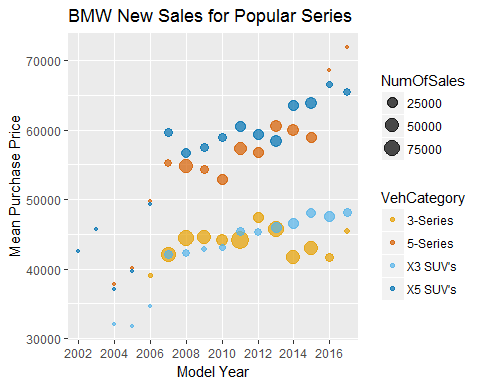 BMW New Sales for Popular Series
Mean Purchase Price
70000
60000
50000
40000
30000
2002 2004 2006 2008 2010 2012 2014 2016
Model Year
NumOfSales
25000
50000
75000
VehCategory
3-Series
5-Series
X3 SUV's
X5 SUV's